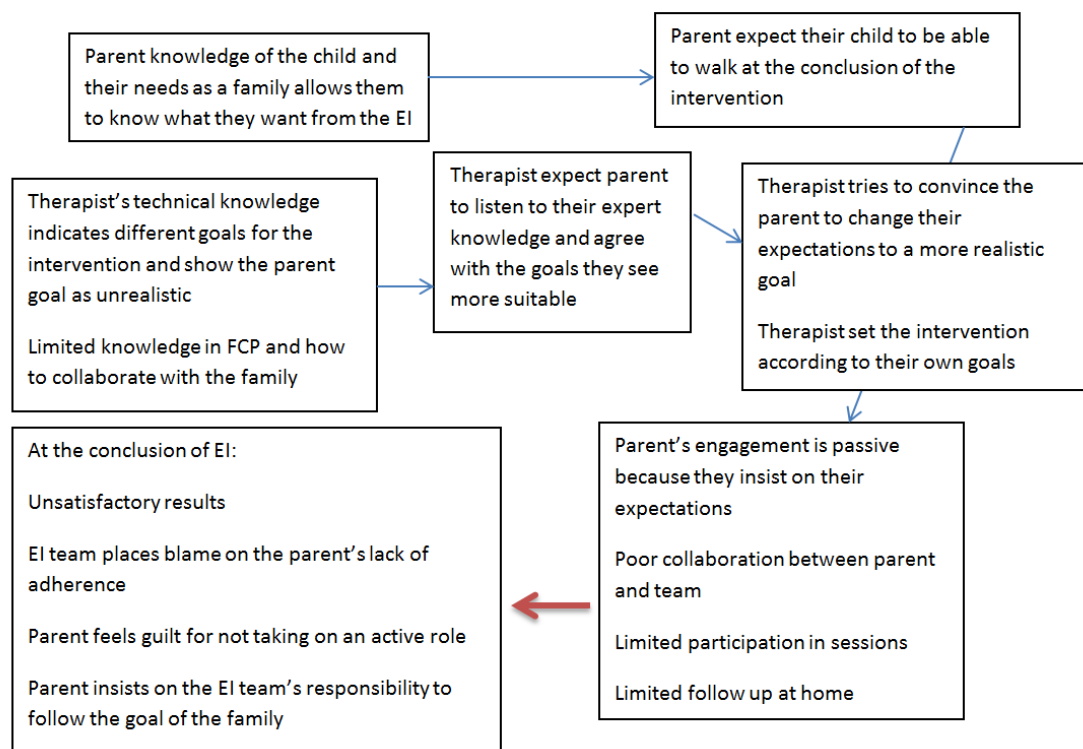 Parent knowledge of the child and
their needs as a family allows them
to know what they want from the EI
Parent expect their child to be able
to walk at the conclusion of the
intervention
Therapist's technical knowledge
indicates different goals for the
intervention and show the parent
goal as unrealistic
Limited knowledge in FCP and how
to collaborate with the family
Therapist expect parent
to listen to their expert
knowledge and agree
with the goals they see
more suitable
Therapist tries to convince the
parent to change their
expectations to a more realistic
goal
Therapist set the intervention
according to their own goals
Parent's engagement is passive
because they insist on their
expectations
Poor collaboration between parent
and team
Limited participation in sessions
Limited follow up at home
At the conclusion of EI:
Unsatisfactory results
EI team places blame on the parent's lack of
adherence
Parent feels guilt for not taking on an active role
Parent insists on the EI team's responsibility to
follow the goal of the family